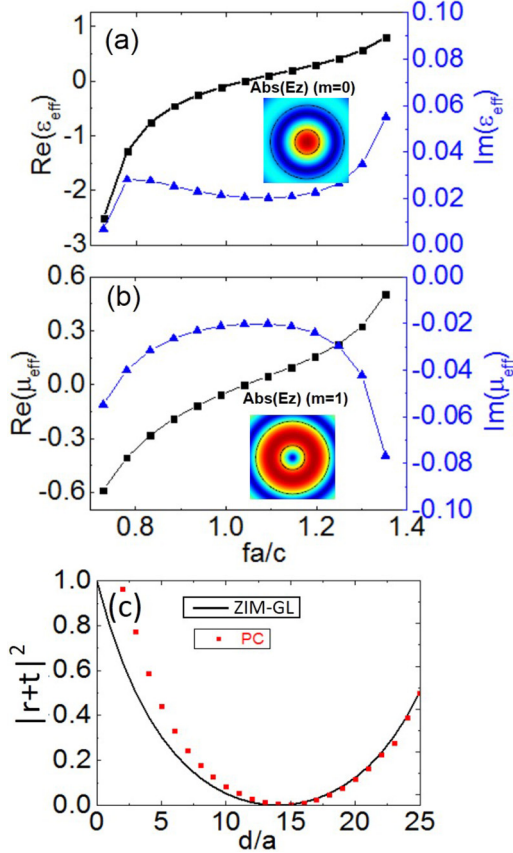 (a)
Re(ε_eff)
1
0
-1
-2
-3
Abs(Ez) (m=0)
0.10
0.08
0.06
0.04
0.02
0.00
Im(ε_eff)
(b)
Re(μ_eff)
0.6
0.3
0.0
-0.3
-0.6
Abs(Ez) (m=1)
0.00
-0.02
-0.04
-0.06
-0.08
-0.10
Im(μ_eff)
0.8 1.0 1.2 1.4
fa/c
(c)
|r+t|²
1.0
0.8
0.6
0.4
0.2
0.0
ZIM-GL
PC
0 5 10 15 20 25
d/a